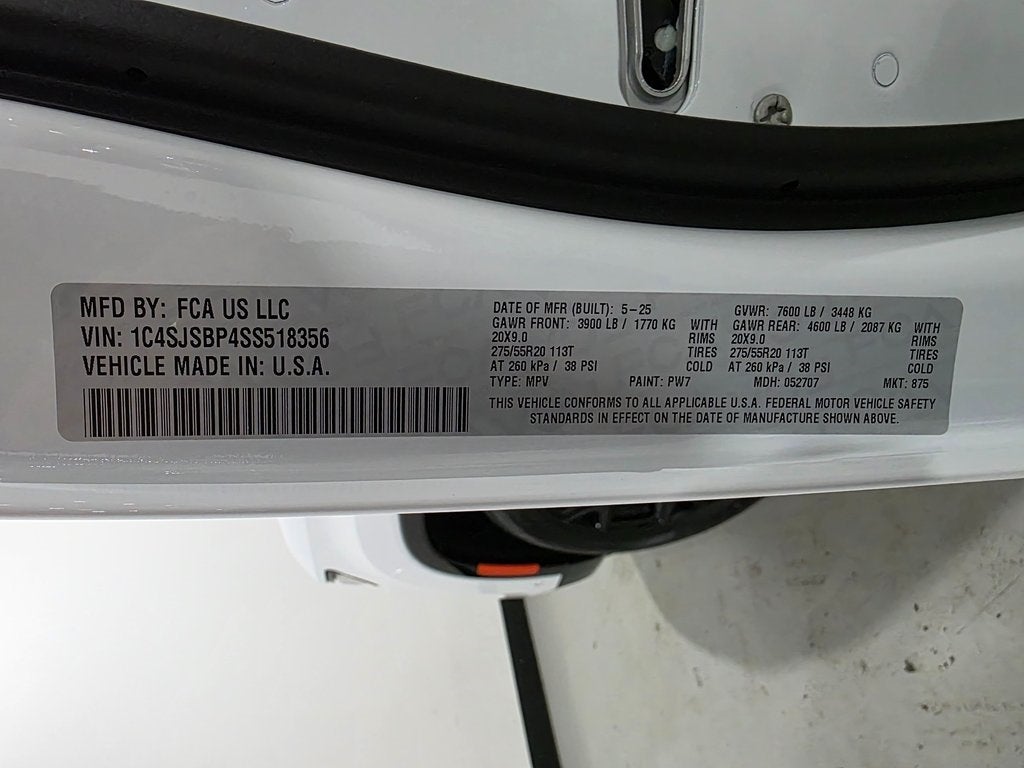 MFD BY: FCA US LLC
VIN: 1C4SJSBP4SS518356
VEHICLE MADE IN: U.S.A.
DATE OF MFR (BUILT): 5-25
GAWR FRONT: 3900 LB / 1770 KG WITH
20X9.0 RIMS
275/55R20 113T TIRES
AT 260 kPa / 38 PSI COLD
TYPE: MPV PAINT: PW7
GVWR: 7600 LB / 3448 KG
GAWR REAR: 4600 LB / 2087 KG WITH
20X9.0 RIMS
275/55R20 113T TIRES
AT 260 kPa / 38 PSI COLD
MDH: 052707 MKT: 875
THIS VEHICLE CONFORMS TO ALL APPLICABLE U.S.A. FEDERAL MOTOR VEHICLE SAFETY
STANDARDS IN EFFECT ON THE DATE OF MANUFACTURE SHOWN ABOVE.